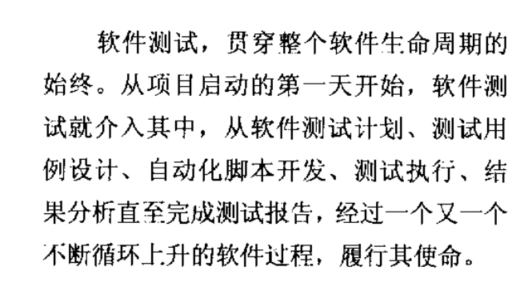 软件测试，贯穿整个软件生命周期的
始终。从项目启动的第一天开始，软件测
试就介入其中，从软件测试计划、测试用
例设计、自动化脚本开发、测试执行、结
果分析直至完成测试报告，经过一个又一个
不断循环上升的软件过程，履行其使命。